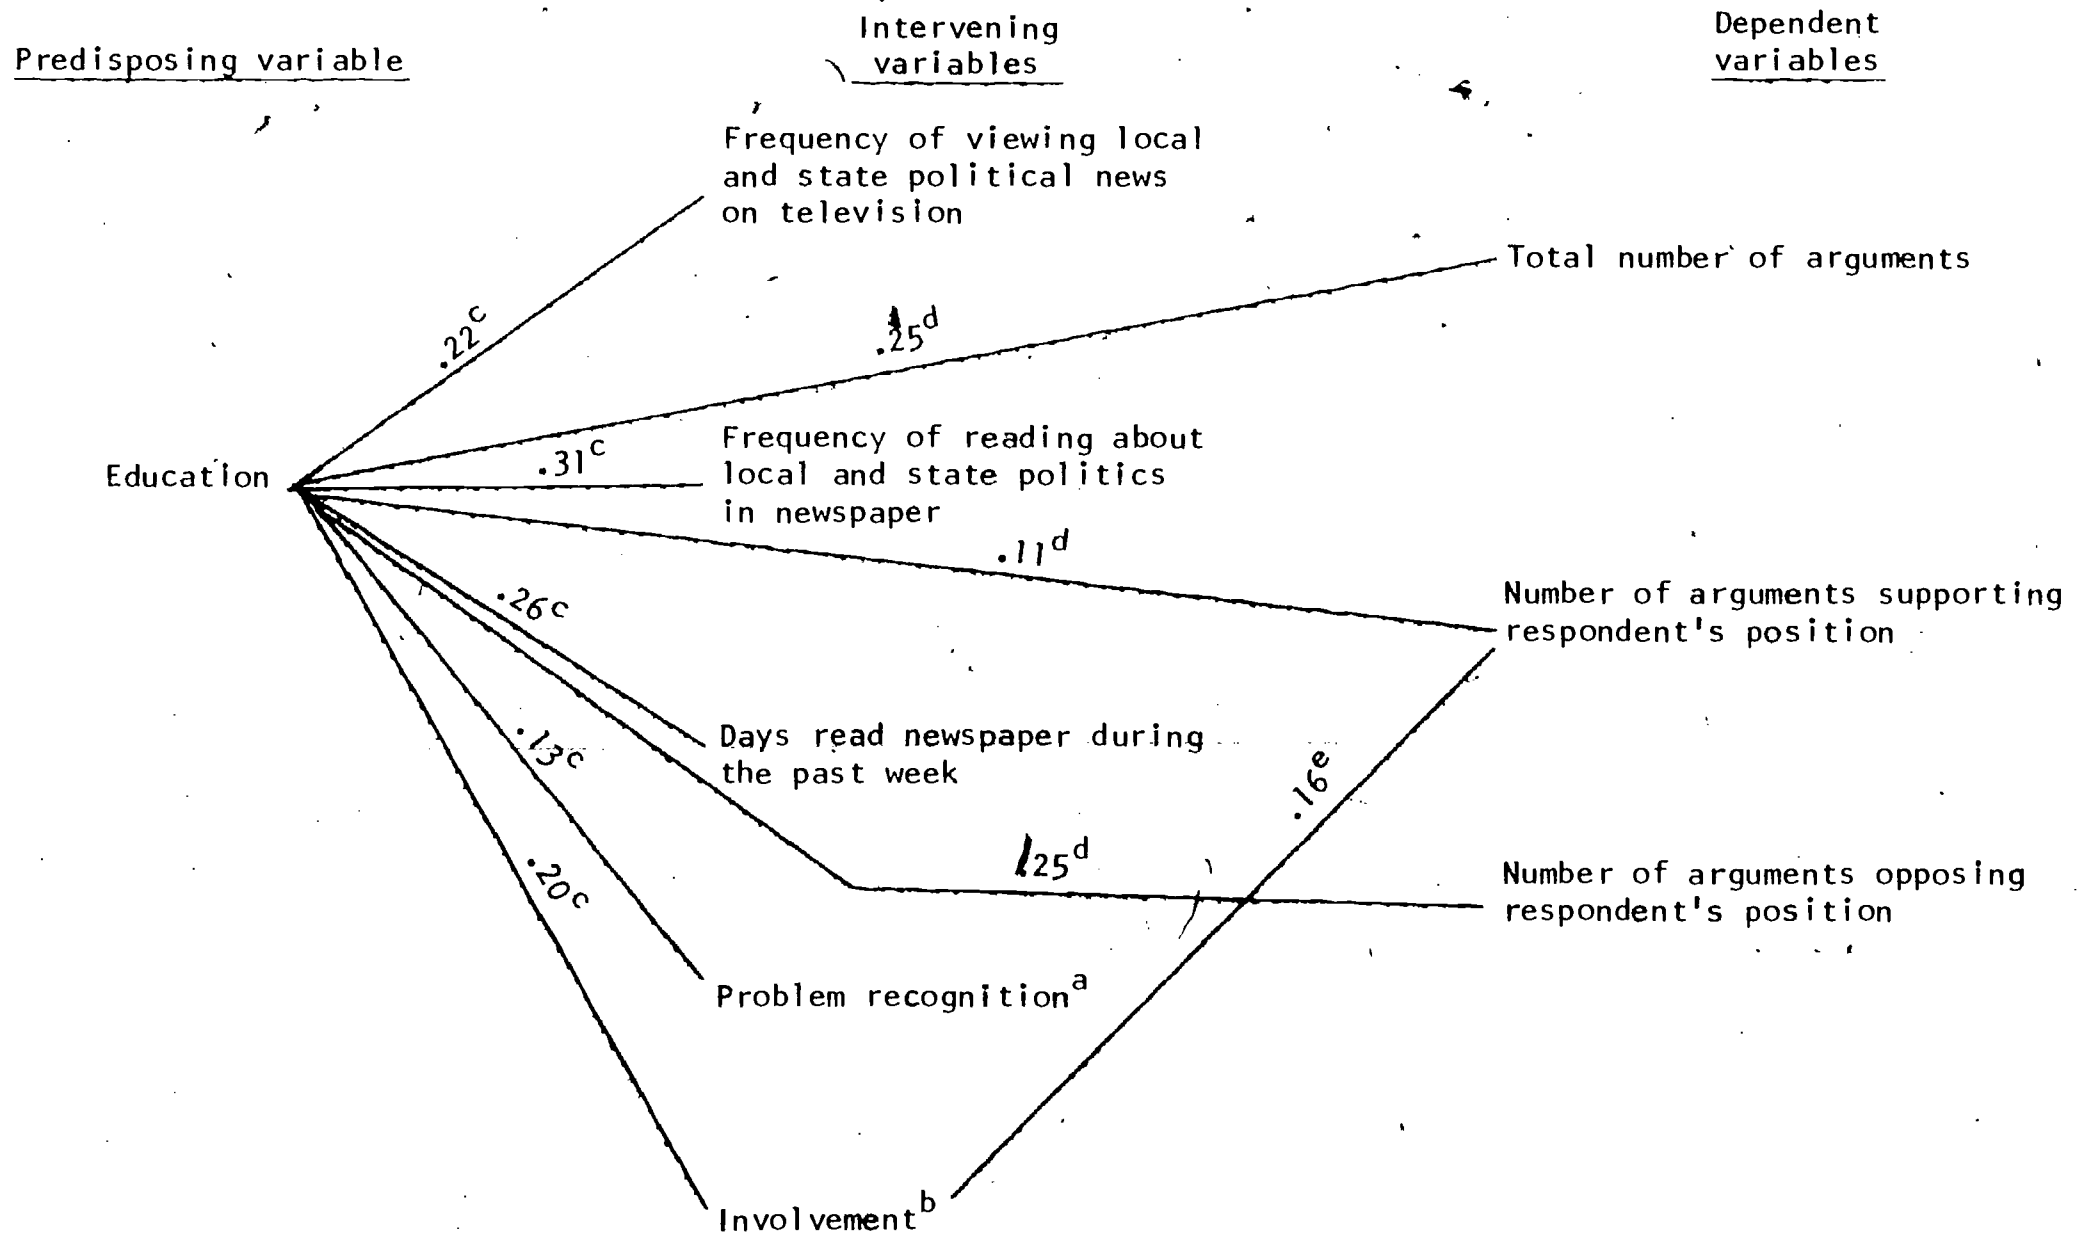 Predisposing variable
Intervening
variables
Dependent
variables
Frequency of viewing local
and state political news
on television
Total number of arguments
.22c
.25d
Education
.31c
Frequency of reading about
local and state politics
in newspaper
.11d
Number of arguments supporting
respondent's position
.26c
Days read newspaper during
the past week
.13c
.16e
.25d
Number of arguments opposing
respondent's position
.20c
Problem recognitiona
Involvementb